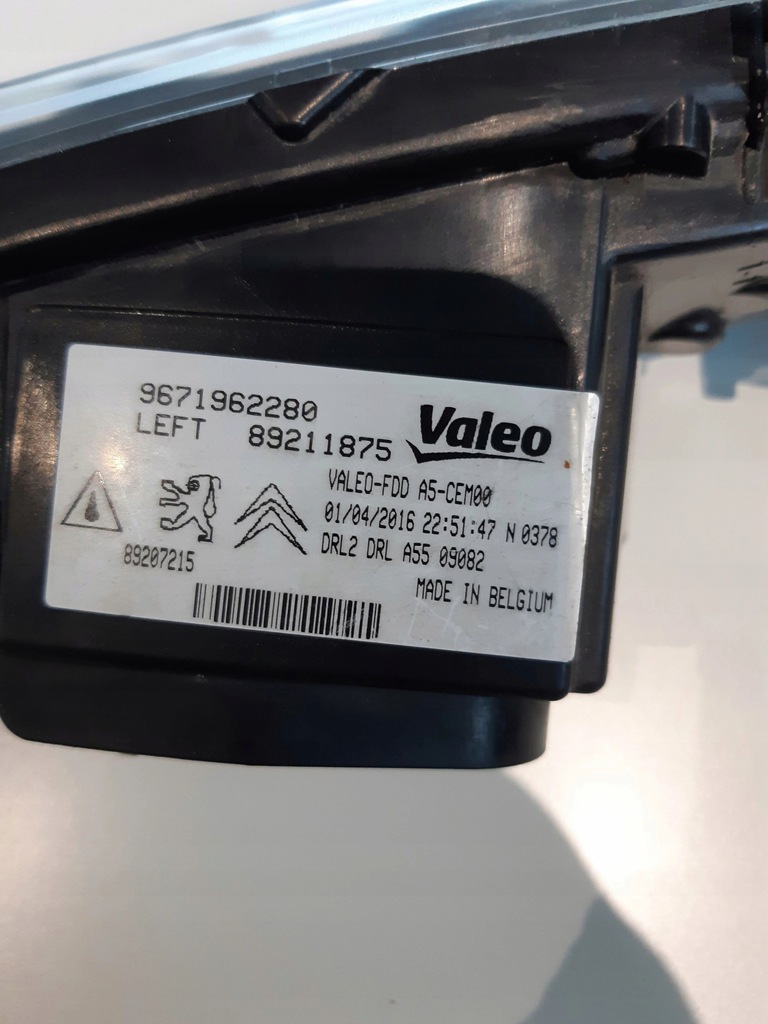 9671962280
LEFT 89211875
Valeo
VALEO-FDD A5-CEM00
01/04/2016 22:51:47 N 0378
DRL2 DRL A55 09082
89207215
MADE IN BELGIUM